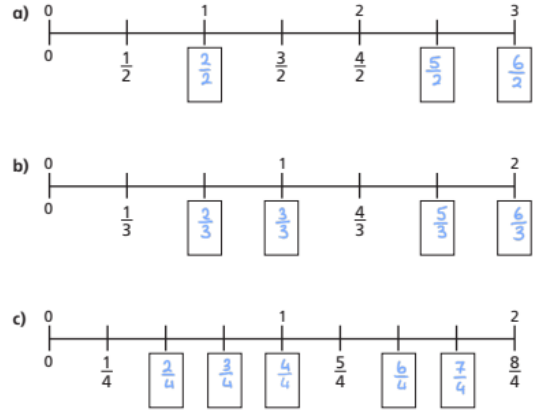 a) 0 1 2 3
0 1/2 2/2 3/2 4/2 5/2 6/2
b) 0 1 2
0 1/3 2/3 3/3 4/3 5/3 6/3
c) 0 1 2
0 1/4 2/4 3/4 4/4 5/4 6/4 7/4 8/4